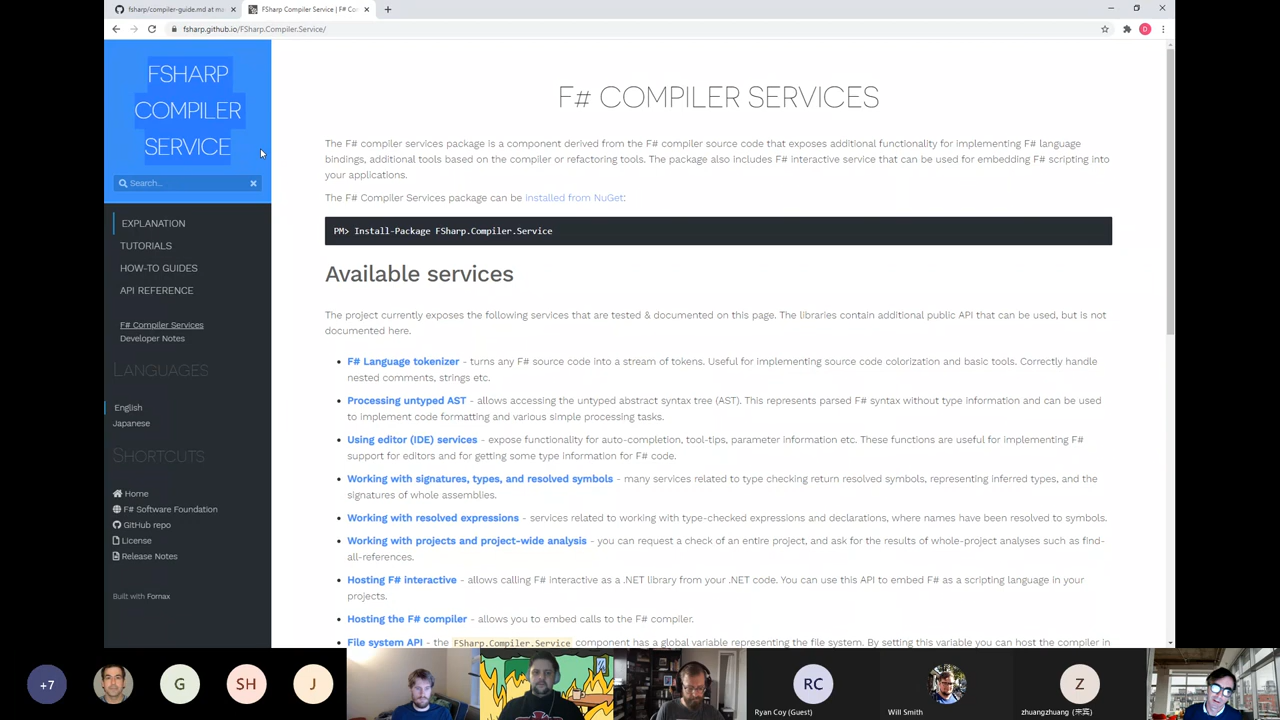 fsharp/compiler-guide.md at m
FSharp Compiler Service | F# Co
fsharp.github.io/FSharp.Compiler.Service/
D
FSHARP
COMPILER
SERVICE
Search...
EXPLANATION
TUTORIALS
HOW-TO GUIDES
API REFERENCE
F# Compiler Services
Developer Notes
LANGUAGES
English
Japanese
SHORTCUTS
Home
F# Software Foundation
GitHub repo
License
Release Notes
Built with Fornax
F# COMPILER SERVICES
The F# compiler services package is a component derived from the F# compiler source code that exposes additional functionality for implementing F# language
bindings, additional tools based on the compiler or refactoring tools. The package also includes F# interactive service that can be used for embedding F# scripting into
your applications.
The F# Compiler Services package can be installed from NuGet:
PM> Install-Package FSharp.Compiler.Service
Available services
The project currently exposes the following services that are tested & documented on this page. The libraries contain additional public API that can be used, but is not
documented here.
F# Language tokenizer - turns any F# source code into a stream of tokens. Useful for implementing source code colorization and basic tools. Correctly handle
nested comments, strings etc.
Processing untyped AST - allows accessing the untyped abstract syntax tree (AST). This represents parsed F# syntax without type information and can be used
to implement code formatting and various simple processing tasks.
Using editor (IDE) services - expose functionality for auto-completion, tool-tips, parameter information etc. These functions are useful for implementing F#
support for editors and for getting some type information for F# code.
Working with signatures, types, and resolved symbols - many services related to type checking return resolved symbols, representing inferred types, and the
signatures of whole assemblies.
Working with resolved expressions - services related to working with type-checked expressions and declarations, where names have been resolved to symbols.
Working with projects and project-wide analysis - you can request a check of an entire project, and ask for the results of whole-project analyses such as find-
all-references.
Hosting F# interactive - allows calling F# interactive as a .NET library from your .NET code. You can use this API to embed F# as a scripting language in your
projects.
Hosting the F# compiler - allows you to embed calls to the F# compiler.
File system API - the FSharp.Compiler.Service component has a global variable representing the file system. By setting this variable you can host the compiler in
+7
G
SH
J
RC
Z
Ryan Coy (Guest)
Will Smith
zhuangzhuang